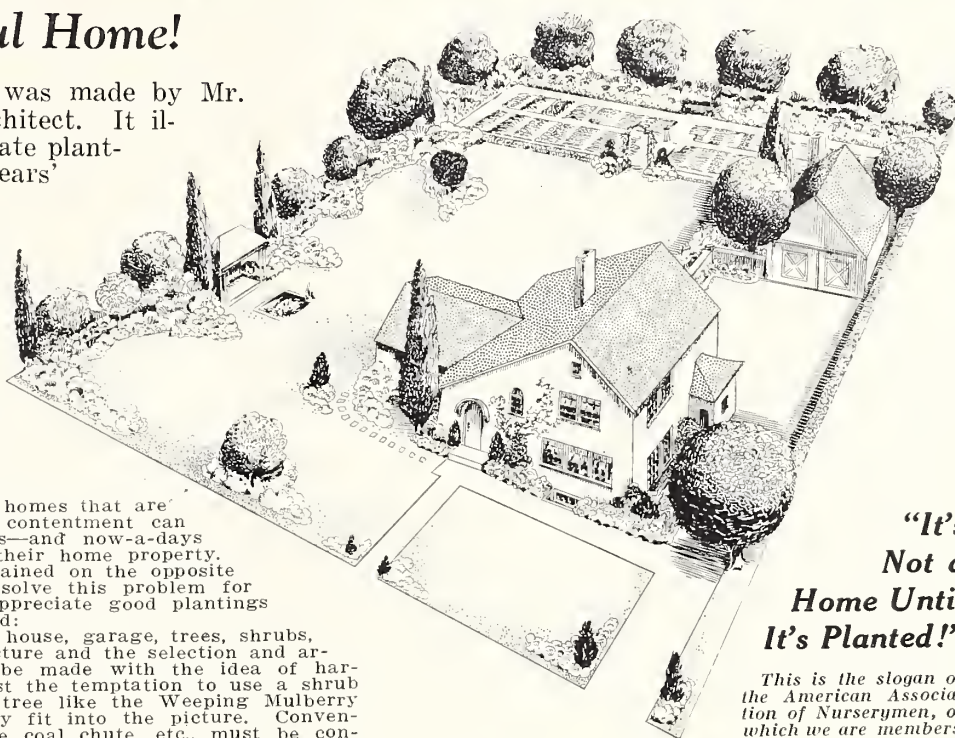 ul Home!
was made by Mr.
chitect. It il-
ate plant-
ears'
homes that are
contentment can
s—and now-a-days
their home property.
ained on the opposite
solve this problem for
ppreciate good plantings
d:
house, garage, trees, shrubs,
cture and the selection and ar-
be made with the idea of har-
st the temptation to use a shrub
tree like the Weeping Mulberry
y fit into the picture. Conven-
e coal chute, etc., must be con-
"It's
Not a
Home Until
It's Planted!"
This is the slogan o
the American Associa
tion of Nurserymen, o
which we are members